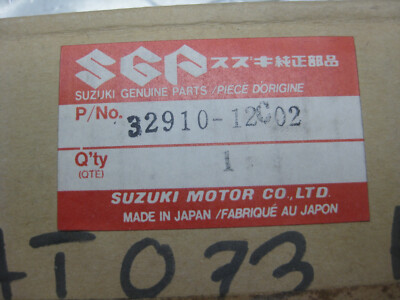 SGP スズキ純正部品
SUZUKI GENUINE PARTS /PIÈCE D'ORIGINE
P/No. 32910-12C02
Q'ty 1
(QTÉ)
SUZUKI MOTOR CO.,LTD.
MADE IN JAPAN /FABRIQUÉ AU JAPON
AT073